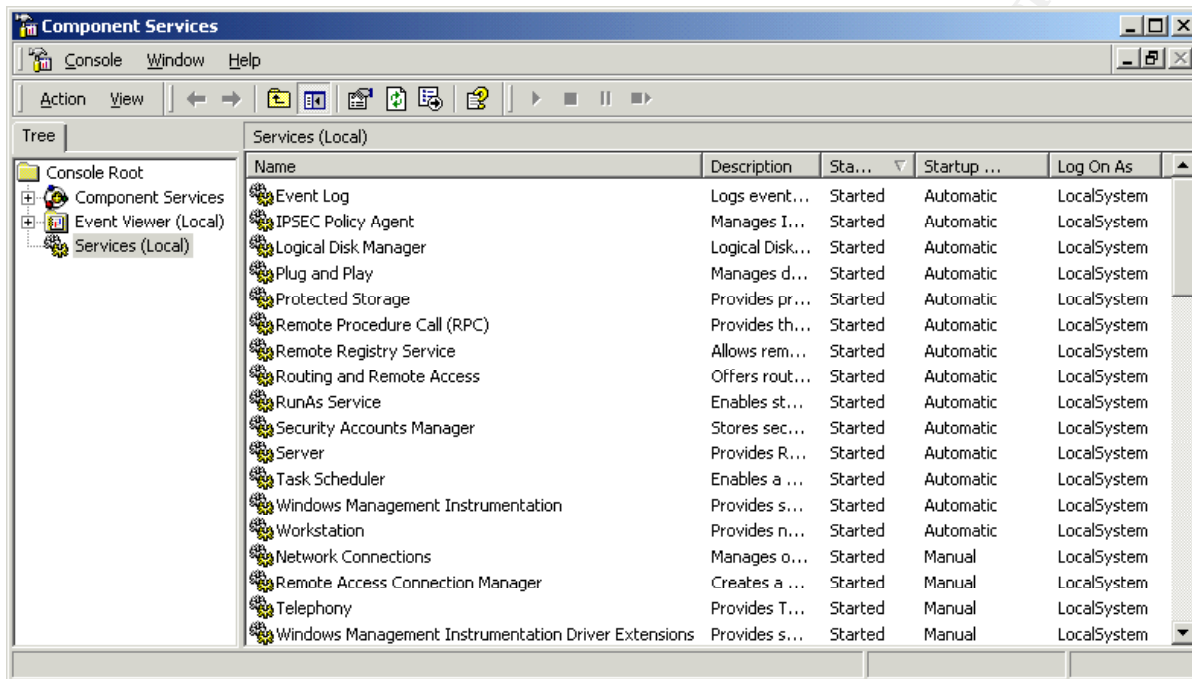 Component Services
Console Window Help
Action View
Tree
Services (Local)
Console Root
Component Services
Event Viewer (Local)
Services (Local)
Name Description Sta... Startup ... Log On As
Event Log Logs event... Started Automatic LocalSystem
IPSEC Policy Agent Manages I... Started Automatic LocalSystem
Logical Disk Manager Logical Disk... Started Automatic LocalSystem
Plug and Play Manages d... Started Automatic LocalSystem
Protected Storage Provides pr... Started Automatic LocalSystem
Remote Procedure Call (RPC) Provides th... Started Automatic LocalSystem
Remote Registry Service Allows rem... Started Automatic LocalSystem
Routing and Remote Access Offers rout... Started Automatic LocalSystem
RunAs Service Enables st... Started Automatic LocalSystem
Security Accounts Manager Stores sec... Started Automatic LocalSystem
Server Provides R... Started Automatic LocalSystem
Task Scheduler Enables a ... Started Automatic LocalSystem
Windows Management Instrumentation Provides s... Started Automatic LocalSystem
Workstation Provides n... Started Automatic LocalSystem
Network Connections Manages o... Started Manual LocalSystem
Remote Access Connection Manager Creates a ... Started Manual LocalSystem
Telephony Provides T... Started Manual LocalSystem
Windows Management Instrumentation Driver Extensions Provides s... Started Manual LocalSystem